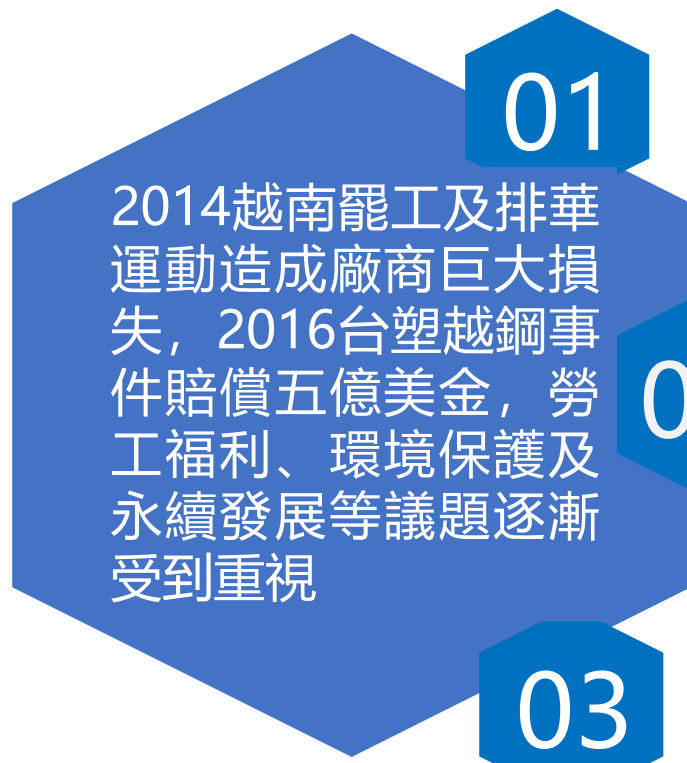 01
2014越南罷工及排華
運動造成廠商巨大損
失，2016台塑越鋼事
件賠償五億美金，勞
工福利、環境保護及
永續發展等議題逐漸
受到重視
0
03